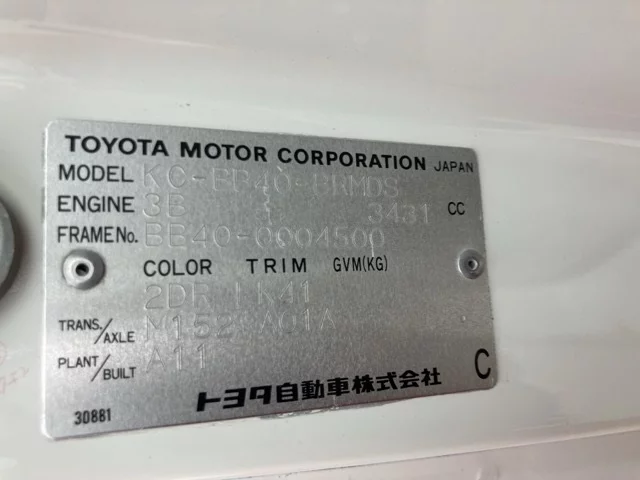 TOYOTA MOTOR CORPORATION JAPAN
MODEL KC-BB40-BRMDS
ENGINE 3B 3431 CC
FRAME No. BB40-0004500
COLOR TRIM GVM(KG)
2DR LK41
TRANS./AXLE M152 A01A
PLANT/BUILT A11
トヨタ自動車株式会社 C
30881